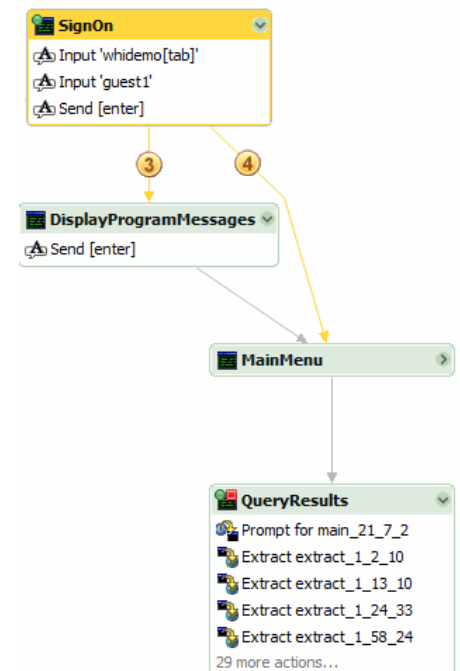 SignOn
Input 'whidemo[tab]'
Input 'guest1'
Send [enter]
3
4
DisplayProgramMessages
Send [enter]
MainMenu
QueryResults
Prompt for main_21_7_2
Extract extract_1_2_10
Extract extract_1_13_10
Extract extract_1_24_33
Extract extract_1_58_24
29 more actions...